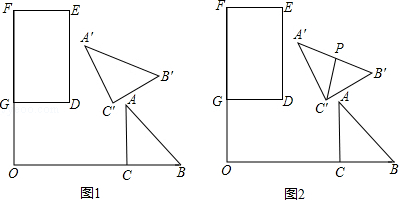 F E
A'
B'
G D C' A
O C B
图1
F E
A' P
B'
G D C' A
O C B
图2